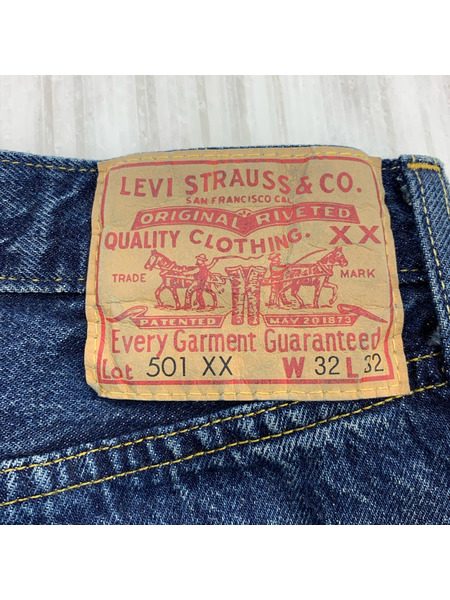 LEVI STRAUSS & CO.
SAN FRANCISCO CAL
ORIGINAL RIVETED
QUALITY CLOTHING. XX
TRADE MARK
PATENTED MAY 20 1873
Every Garment Guaranteed
Lot 501 XX W 32 L 32